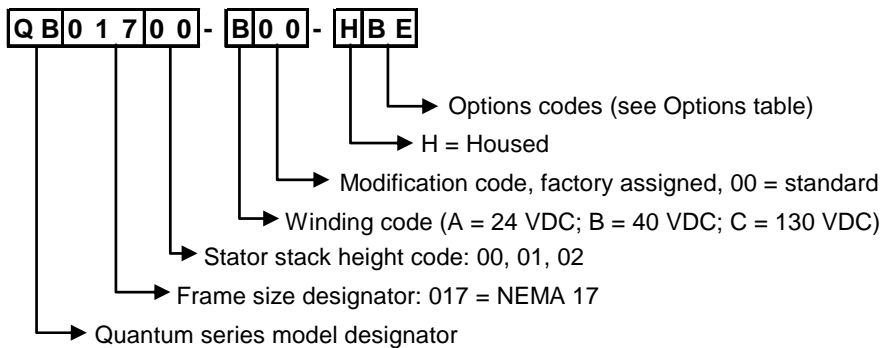 QB01700-B00-HBE
Options codes (see Options table)
H = Housed
Modification code, factory assigned, 00 = standard
Winding code (A = 24 VDC; B = 40 VDC; C = 130 VDC)
Stator stack height code: 00, 01, 02
Frame size designator: 017 = NEMA 17
Quantum series model designator